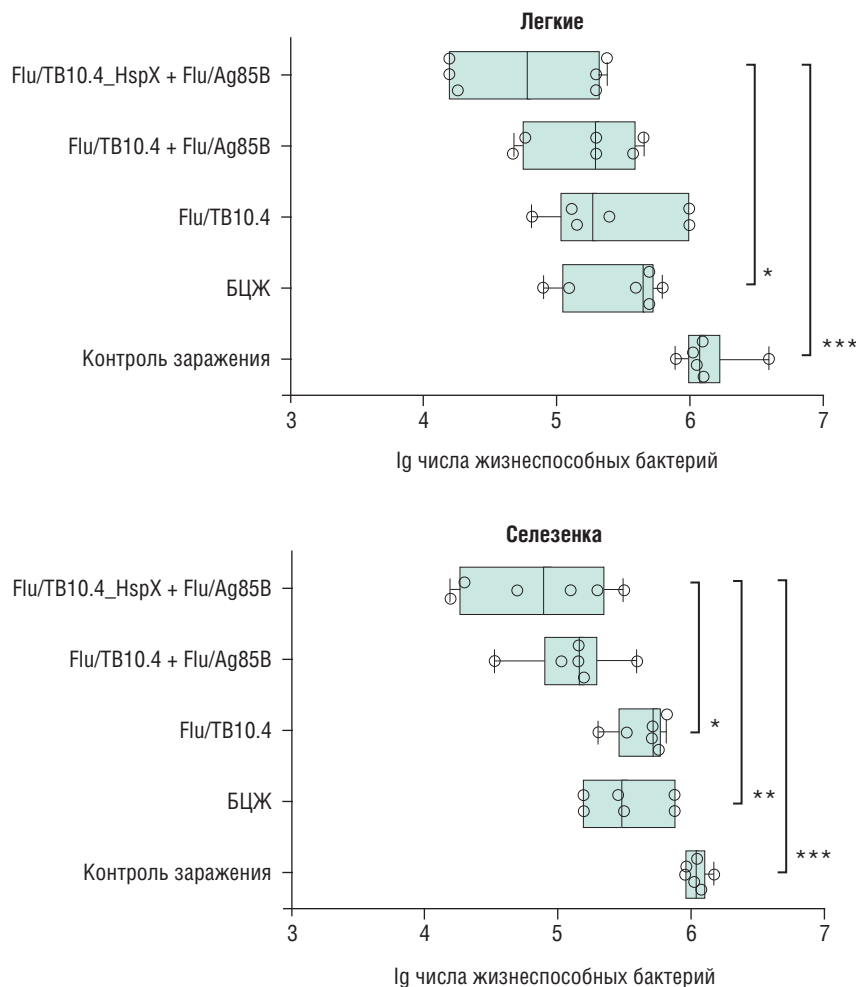 Легкие
Flu/TB10.4_HspX + Flu/Ag85B
Flu/TB10.4 + Flu/Ag85B
Flu/TB10.4
БЦЖ
*
Контроль заражения
***
3 4 5 6 7
lg числа жизнеспособных бактерий
Селезенка
Flu/TB10.4_HspX + Flu/Ag85B
Flu/TB10.4 + Flu/Ag85B
Flu/TB10.4
*
БЦЖ
**
Контроль заражения
***
3 4 5 6 7
lg числа жизнеспособных бактерий